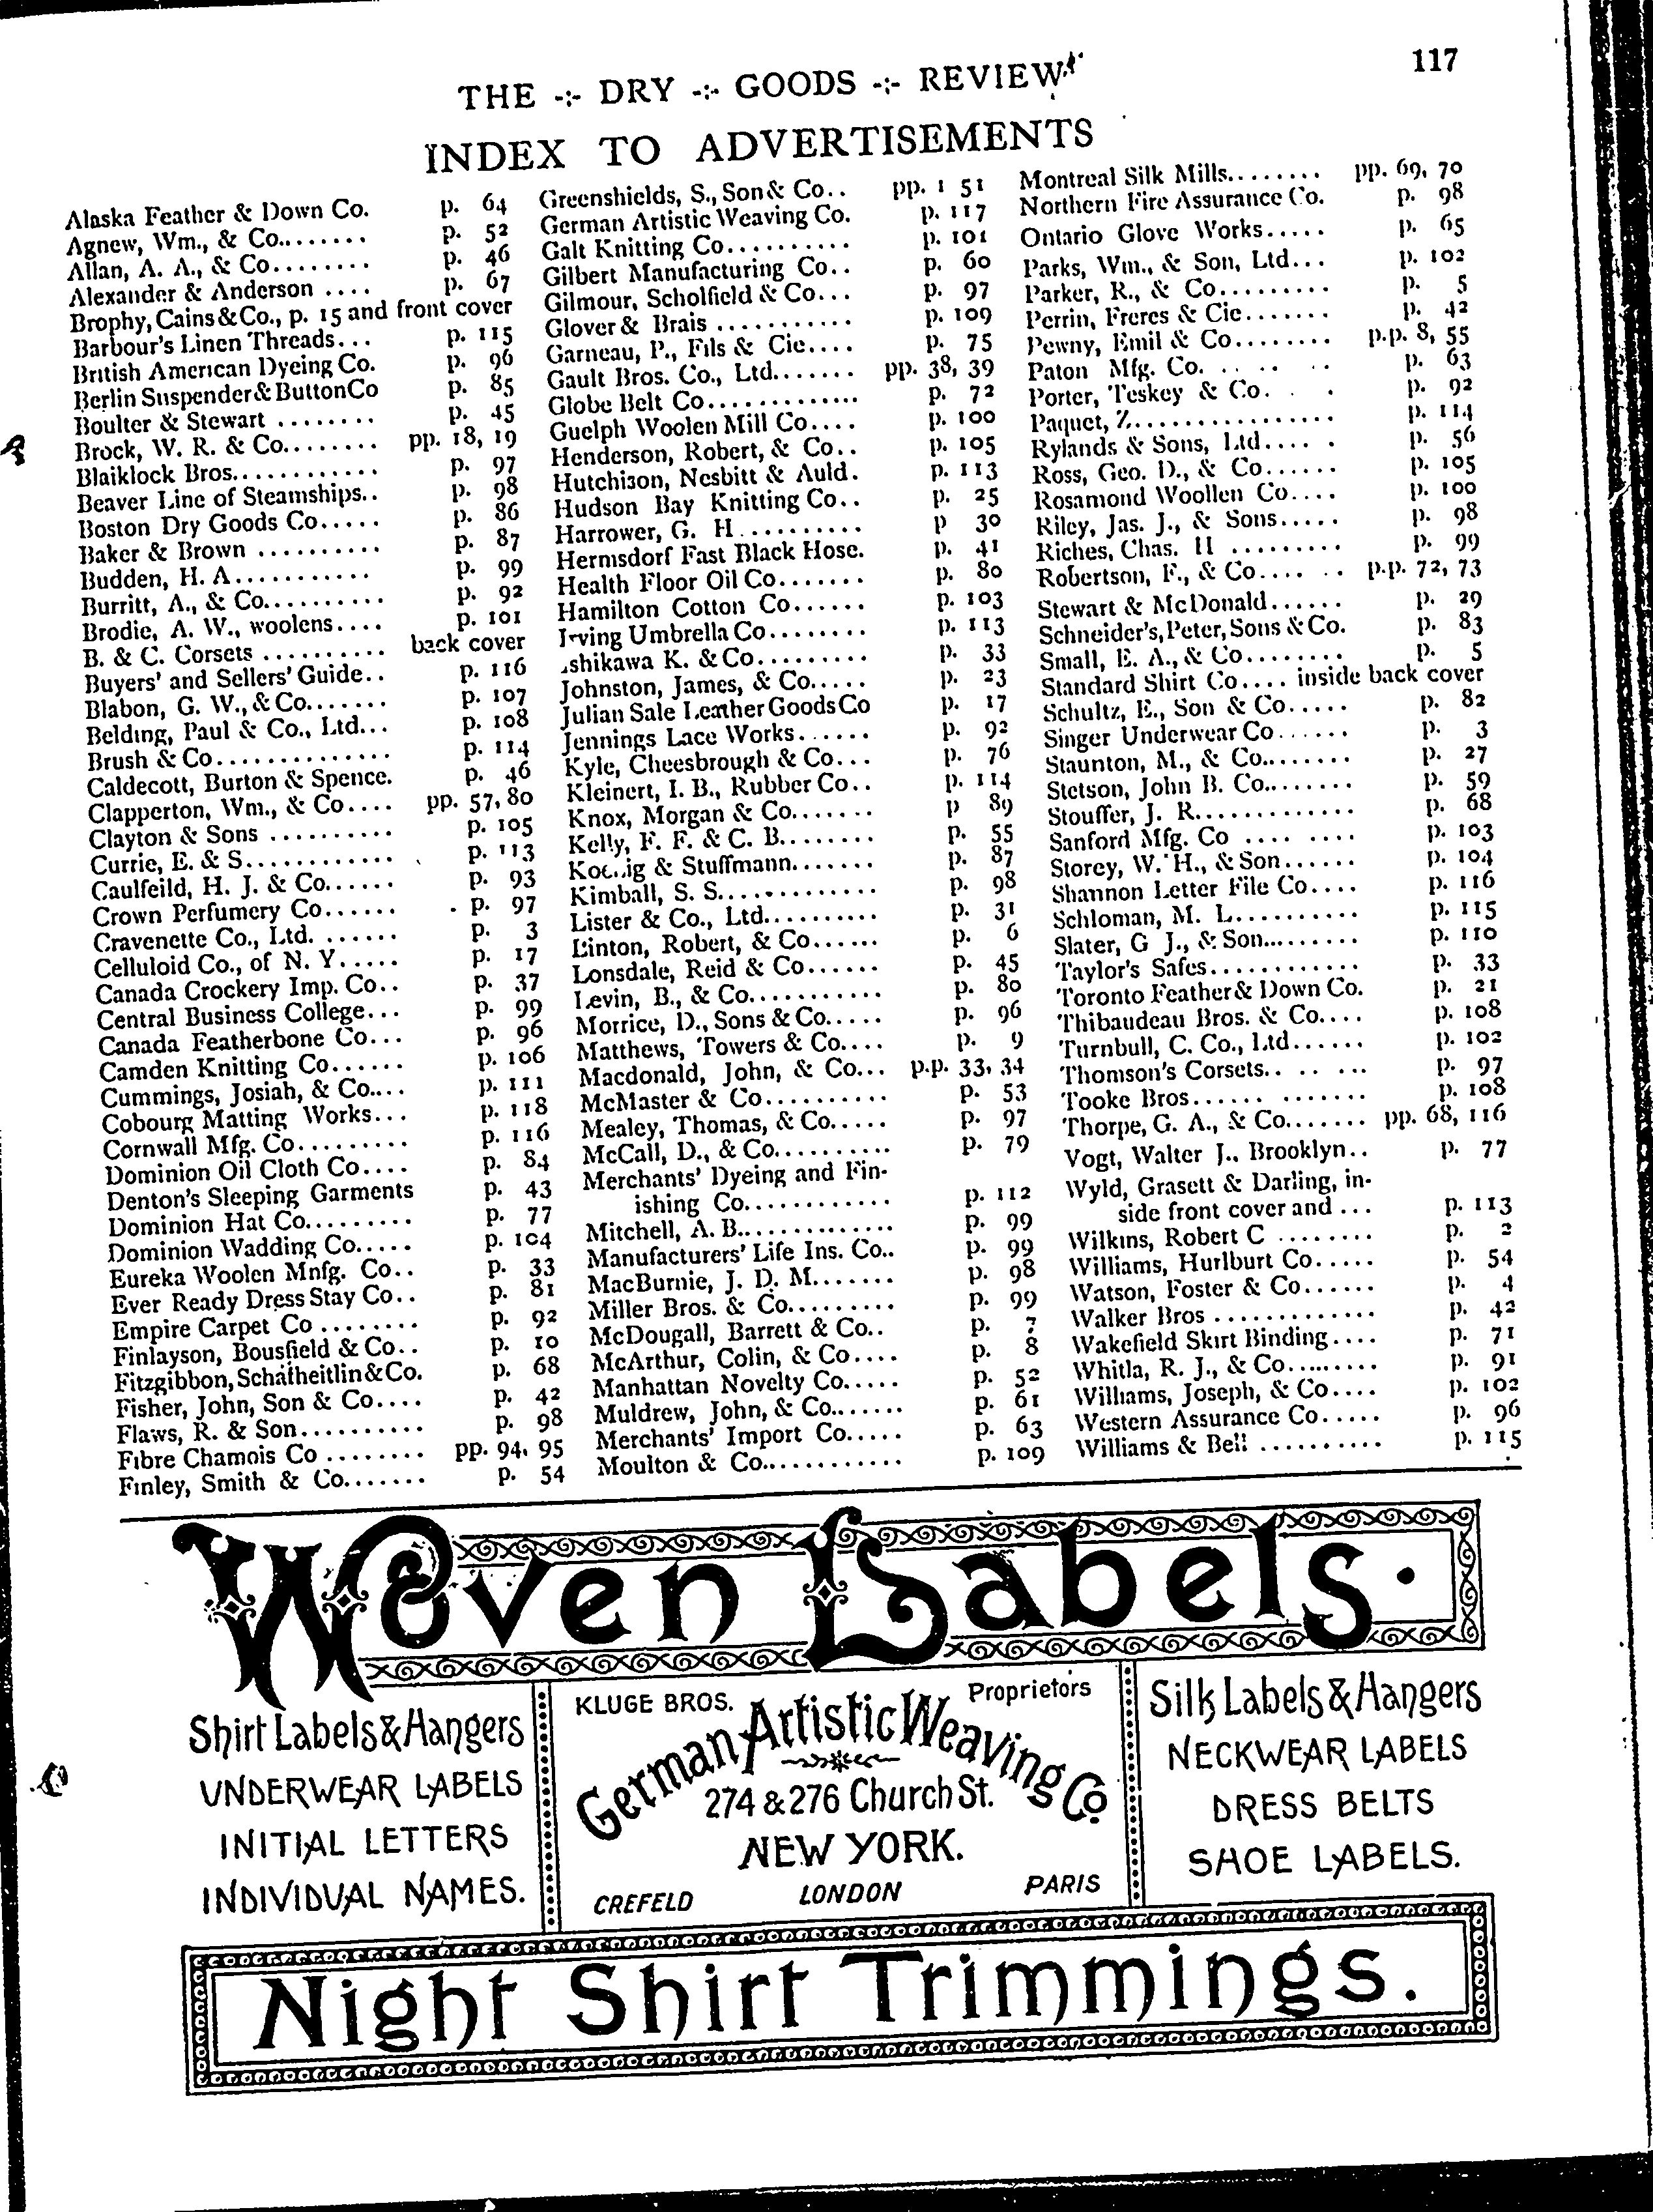 117
THE -:- DRY -:- GOODS -:- REVIEW
INDEX TO ADVERTISEMENTS
Alaska Feather & Down Co. p. 64
Agnew, Wm., & Co........ p. 52
Allan, A. A., & Co........ p. 46
Alexander & Anderson .... p. 67
Brophy, Cains & Co., p. 15 and front cover
Barbour's Linen Threads... p. 115
British American Dyeing Co. p. 96
Berlin Suspender & Button Co p. 85
Boulter & Stewart ........ p. 45
Brock, W. R. & Co........ pp. 18, 19
Blaiklock Bros............ p. 97
Beaver Line of Steamships.. p. 98
Boston Dry Goods Co..... p. 86
Baker & Brown .......... p. 87
Budden, H. A............ p. 99
Burritt, A., & Co.......... p. 92
Brodie, A. W., woolens.... p. 101
B. & C. Corsets .......... back cover
Buyers' and Sellers' Guide.. p. 116
Blabon, G. W., & Co....... p. 107
Belding, Paul & Co., Ltd... p. 108
Brush & Co.............. p. 114
Caldecott, Burton & Spence. p. 46
Clapperton, Wm., & Co.... pp. 57, 80
Clayton & Sons .......... p. 105
Currie, E. & S............ p. 113
Caulfeild, H. J. & Co...... p. 93
Crown Perfumery Co...... p. 97
Cravenette Co., Ltd. ...... p. 3
Celluloid Co., of N. Y..... p. 17
Canada Crockery Imp. Co.. p. 37
Central Business College... p. 99
Canada Featherbone Co... p. 96
Camden Knitting Co...... p. 106
Cummings, Josiah, & Co.... p. 111
Cobourg Matting Works... p. 118
Cornwall Mfg. Co......... p. 116
Dominion Oil Cloth Co.... p. 84
Denton's Sleeping Garments p. 43
Dominion Hat Co......... p. 77
Dominion Wadding Co..... p. 104
Eureka Woolen Mnfg. Co.. p. 33
Ever Ready Dress Stay Co.. p. 81
Empire Carpet Co ........ p. 92
Finlayson, Bousfield & Co.. p. 10
Fitzgibbon, Schafheitlin & Co. p. 68
Fisher, John, Son & Co.... p. 42
Flaws, R. & Son.......... p. 98
Fibre Chamois Co ........ pp. 94, 95
Finley, Smith & Co....... p. 54
Greenshields, S., Son & Co.. pp. 1 51
German Artistic Weaving Co. p. 117
Galt Knitting Co.......... p. 101
Gilbert Manufacturing Co.. p. 60
Gilmour, Scholfield & Co... p. 97
Glover & Brais ........... p. 109
Garneau, P., Fils & Cie.... p. 75
Gault Bros. Co., Ltd....... pp. 38, 39
Globe Belt Co............. p. 72
Guelph Woolen Mill Co.... p. 100
Henderson, Robert, & Co.. p. 105
Hutchison, Nesbitt & Auld. p. 113
Hudson Bay Knitting Co.. p. 25
Harrower, G. H .......... p 30
Hermsdorf Fast Black Hose. p. 41
Health Floor Oil Co....... p. 80
Hamilton Cotton Co...... p. 103
Irving Umbrella Co........ p. 113
Ishikawa K. & Co......... p. 33
Johnston, James, & Co..... p. 23
Julian Sale Leather Goods Co p. 17
Jennings Lace Works...... p. 92
Kyle, Cheesbrough & Co... p. 76
Kleinert, I. B., Rubber Co.. p. 114
Knox, Morgan & Co....... p 89
Kelly, F. F. & C. B........ p. 55
Koenig & Stuffmann....... p. 87
Kimball, S. S............. p. 98
Lister & Co., Ltd.......... p. 31
Linton, Robert, & Co...... p. 6
Lonsdale, Reid & Co...... p. 45
Levin, B., & Co........... p. 80
Morrice, D., Sons & Co..... p. 96
Matthews, Towers & Co.... p. 9
Macdonald, John, & Co... p.p. 33, 34
McMaster & Co.......... p. 53
Mealey, Thomas, & Co..... p. 97
McCall, D., & Co.......... p. 79
Merchants' Dyeing and Fin-
ishing Co............ p. 112
Mitchell, A. B............. p. 99
Manufacturers' Life Ins. Co.. p. 99
MacBurnie, J. D. M....... p. 98
Miller Bros. & Co......... p. 99
McDougall, Barrett & Co.. p. 7
McArthur, Colin, & Co.... p. 8
Manhattan Novelty Co..... p. 52
Muldrew, John, & Co....... p. 61
Merchants' Import Co..... p. 63
Moulton & Co............. p. 109
Montreal Silk Mills........ pp. 69, 70
Northern Fire Assurance Co. p. 98
Ontario Glove Works..... p. 65
Parks, Wm., & Son, Ltd... p. 102
Parker, R., & Co......... p. 5
Perrin, Freres & Cie....... p. 42
Pewny, Emil & Co........ p.p. 8, 55
Paton Mfg. Co. .. .. .. p. 63
Porter, Teskey & Co. . . p. 92
Paquet, Z................ p. 114
Rylands & Sons, Ltd..... . p. 56
Ross, Geo. D., & Co...... p. 105
Rosamond Woollen Co.... p. 100
Riley, Jas. J., & Sons..... p. 98
Riches, Chas. H ......... p. 99
Robertson, F., & Co.... .. p.p. 72, 73
Stewart & McDonald...... p. 29
Schneider's, Peter, Sons & Co. p. 83
Small, E. A., & Co........ p. 5
Standard Shirt Co.... inside back cover
Schultz, E., Son & Co..... p. 82
Singer Underwear Co...... p. 3
Staunton, M., & Co........ p. 27
Stetson, John B. Co........ p. 59
Stouffer, J. R.............. p. 68
Sanford Mfg. Co .... .... p. 103
Storey, W. H., & Son...... p. 104
Shannon Letter File Co.... p. 116
Schloman, M. L.......... p. 115
Slater, G J., & Son......... p. 110
Taylor's Safes............ p. 33
Toronto Feather & Down Co. p. 21
Thibaudeau Bros. & Co.... p. 108
Turnbull, C. Co., Ltd...... p. 102
Thomson's Corsets.. .. .. ... p. 97
Tooke Bros...... ....... p. 108
Thorpe, G. A., & Co....... pp. 68, 116
Vogt, Walter J., Brooklyn.. p. 77
Wyld, Grasett & Darling, in-
side front cover and ... p. 113
Wilkins, Robert C ........ p. 2
Williams, Hurlburt Co..... p. 54
Watson, Foster & Co...... p. 4
Walker Bros .............. p. 42
Wakefield Skirt Binding.... p. 71
Whitla, R. J., & Co......... p. 91
Williams, Joseph, & Co.... p. 102
Western Assurance Co..... p. 96
Williams & Bell .......... p. 115
Woven Labels.
Shirt Labels & Hangers
UNDERWEAR LABELS
INITIAL LETTERS
INDIVIDUAL NAMES.
KLUGE BROS. Proprietors
German Artistic Weaving Co
274 & 276 Church St.
NEW YORK.
CREFELD LONDON PARIS
Silk Labels & Hangers
NECKWEAR LABELS
DRESS BELTS
SHOE LABELS.
Night Shirt Trimmings.